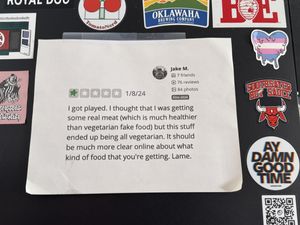 ROYAL DUO
OKLAWAHA
BREWING COMPANY
Jake M.
7 friends
76 reviews
84 photos
1/8/24
I got played. I thought that I was getting
some real meat (which is much healthier
than vegetarian fake food) but this stuff
ended up being all vegetarian. It should
be much more clear online about what
kind of food that you're getting. Lame.
AY
DAMN
GOOD
TIME